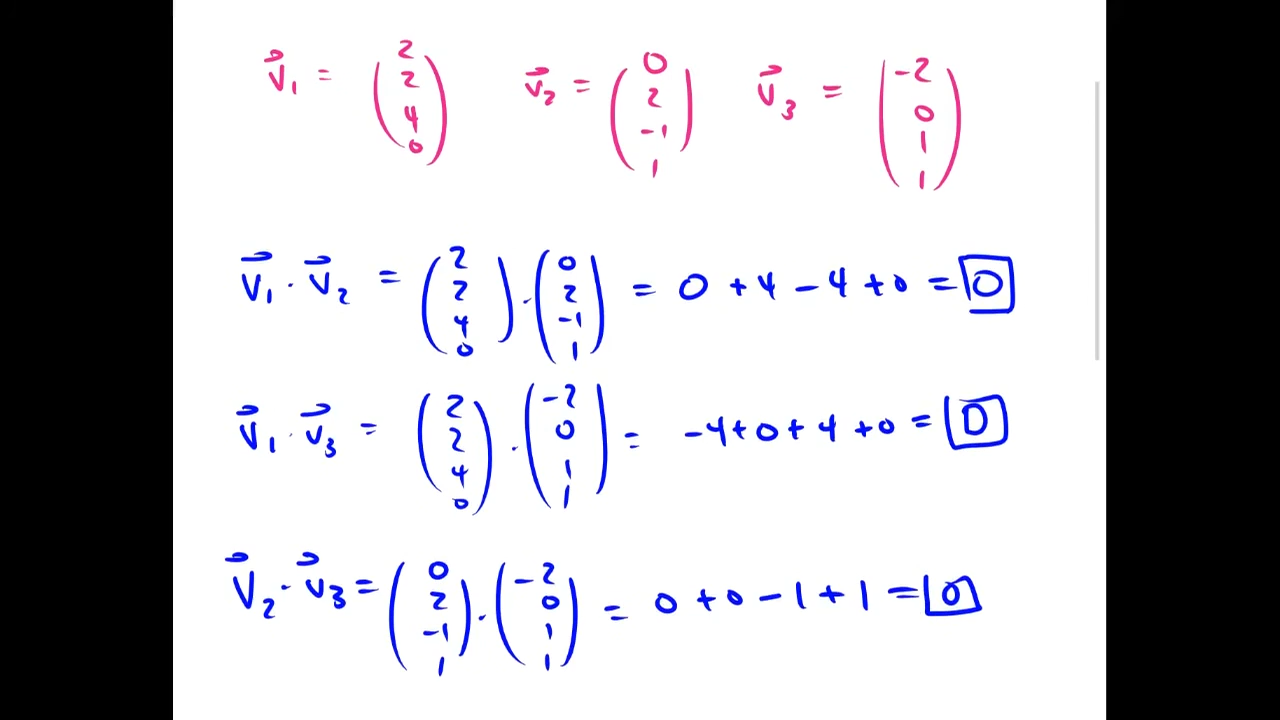 v⃗₁ = (2 2 4 0) v⃗₂ = (0 2 -1 1) v⃗₃ = (-2 0 1 1)
v⃗₁ · v⃗₂ = (2 2 4 0) · (0 2 -1 1) = 0 + 4 - 4 + 0 = 0
v⃗₁ · v⃗₃ = (2 2 4 0) · (-2 0 1 1) = -4 + 0 + 4 + 0 = 0
v⃗₂ · v⃗₃ = (0 2 -1 1) · (-2 0 1 1) = 0 + 0 - 1 + 1 = 0